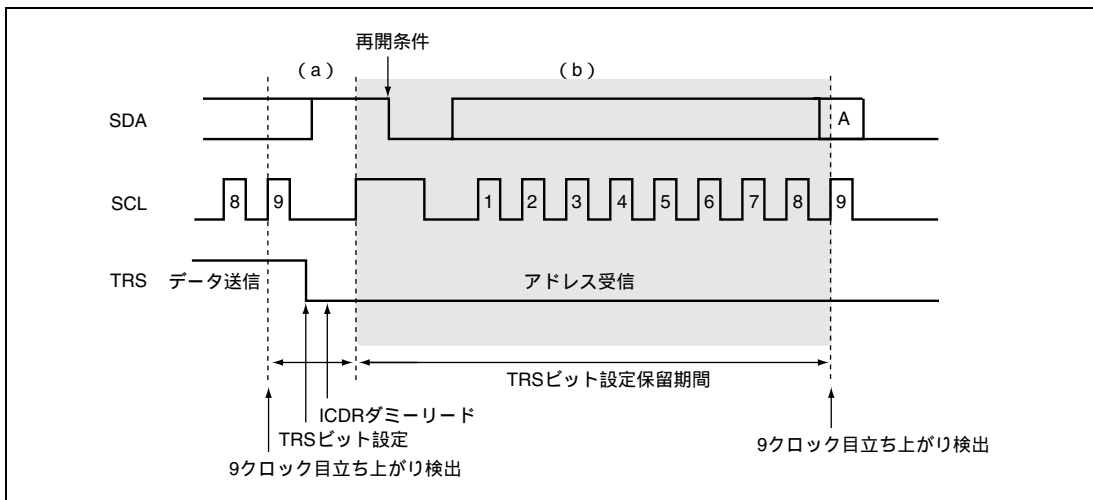 再開条件
(a)
(b)
SDA
A
SCL
8 9 1 2 3 4 5 6 7 8 9
TRS データ送信 アドレス受信
TRSビット設定保留期間
ICDRダミーリード
TRSビット設定
9クロック目立ち上がり検出
9クロック目立ち上がり検出